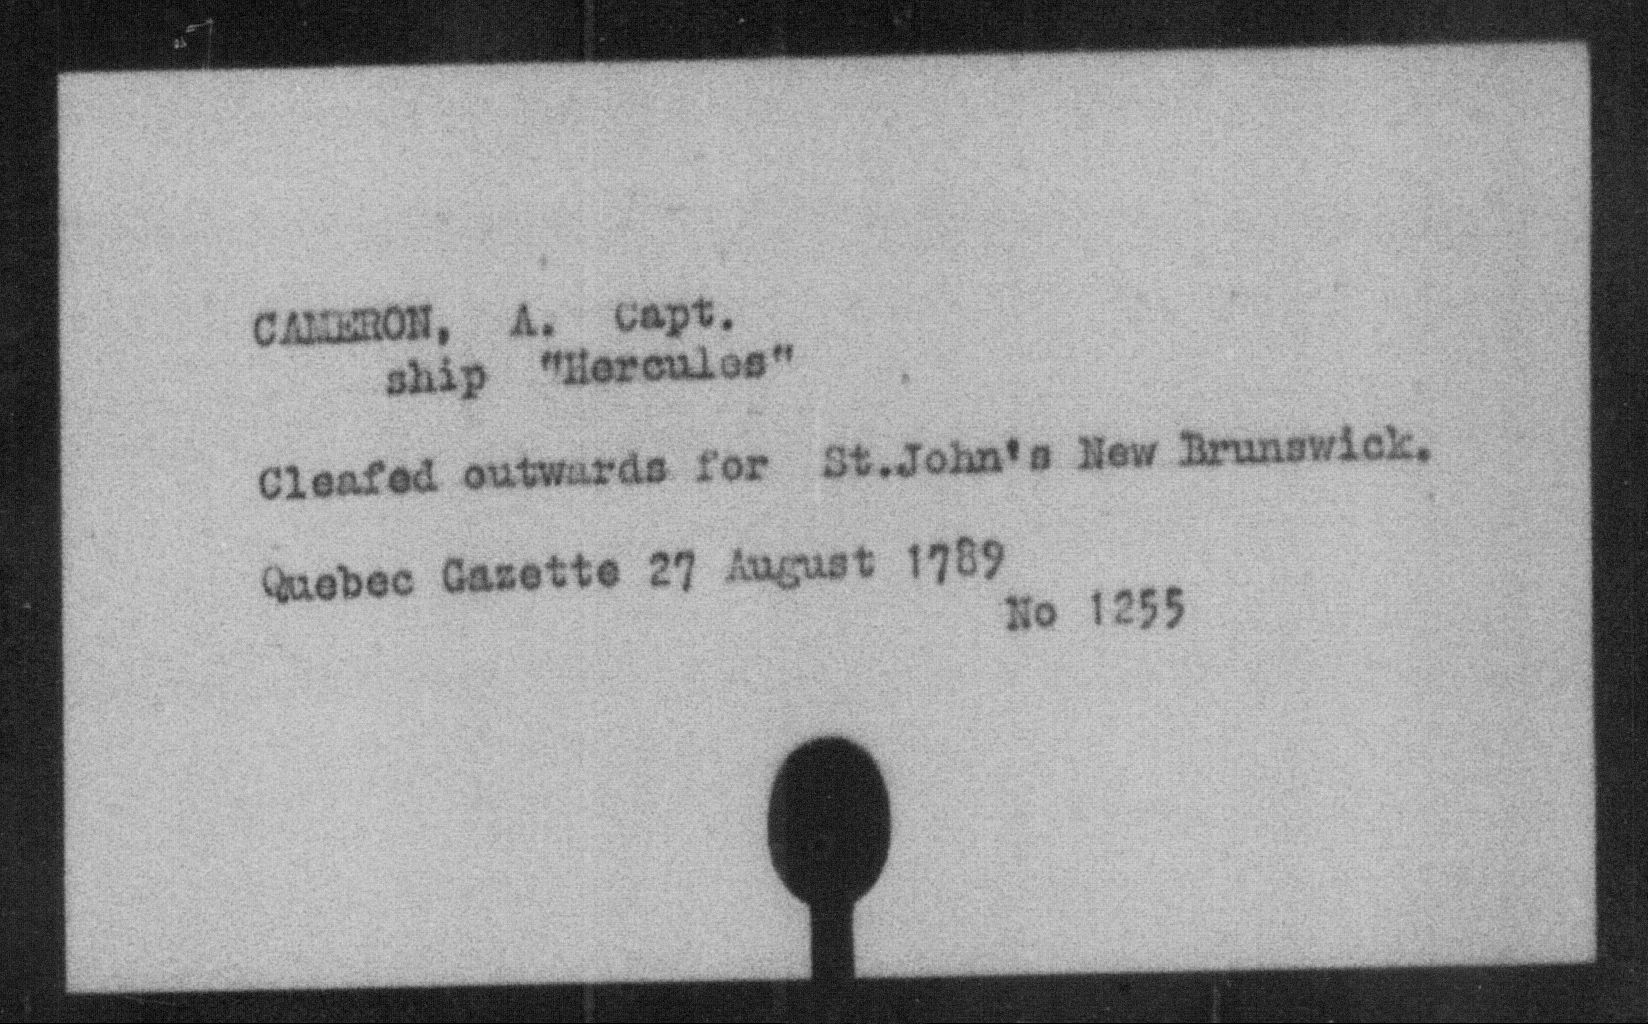 CAMERON, A. Capt.
ship "Hercules"
Cleafed outwards for St.John's New Brunswick.
Quebec Gazette 27 August 1789
No 1255